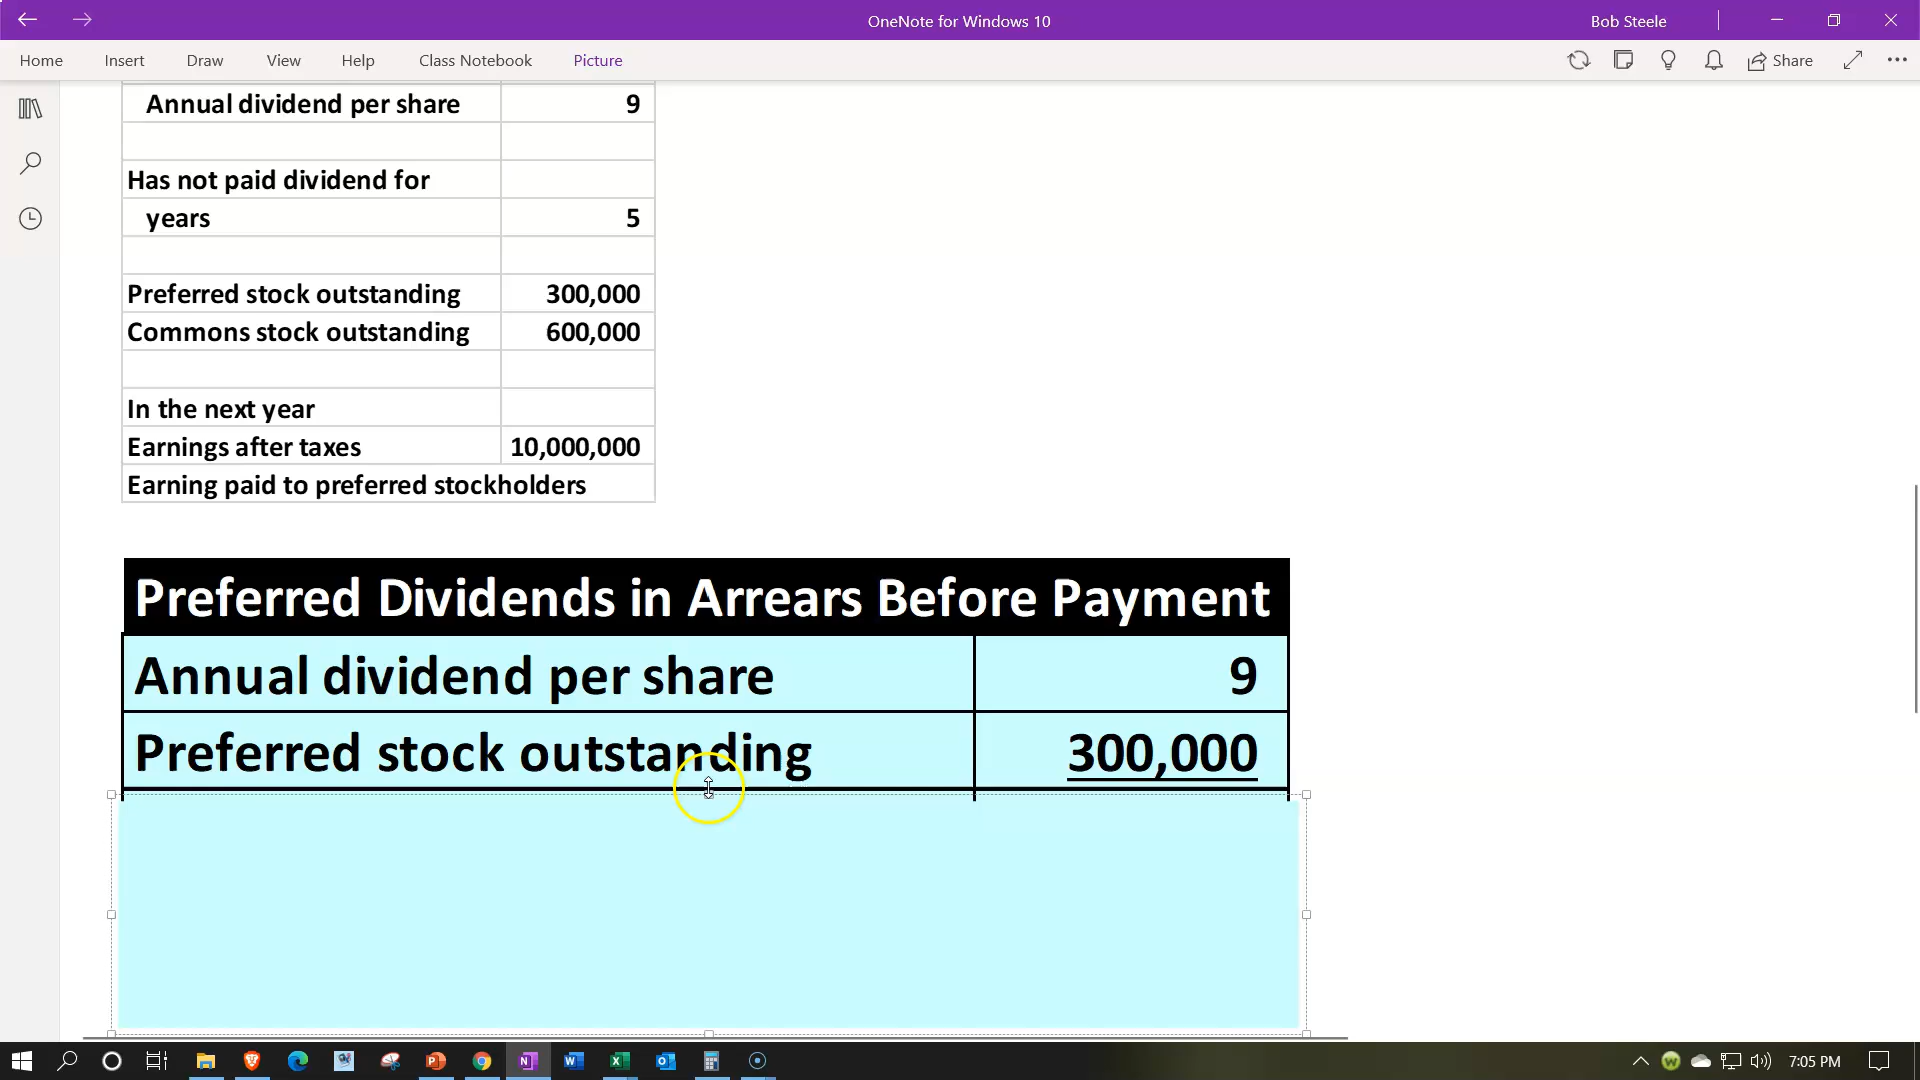 OneNote for Windows 10
Bob Steele
Home Insert Draw View Help Class Notebook Picture
Share
Annual dividend per share 9
Has not paid dividend for
years 5
Preferred stock outstanding 300,000
Commons stock outstanding 600,000
In the next year
Earnings after taxes 10,000,000
Earning paid to preferred stockholders
Preferred Dividends in Arrears Before Payment
Annual dividend per share 9
Preferred stock outstanding 300,000
7:05 PM